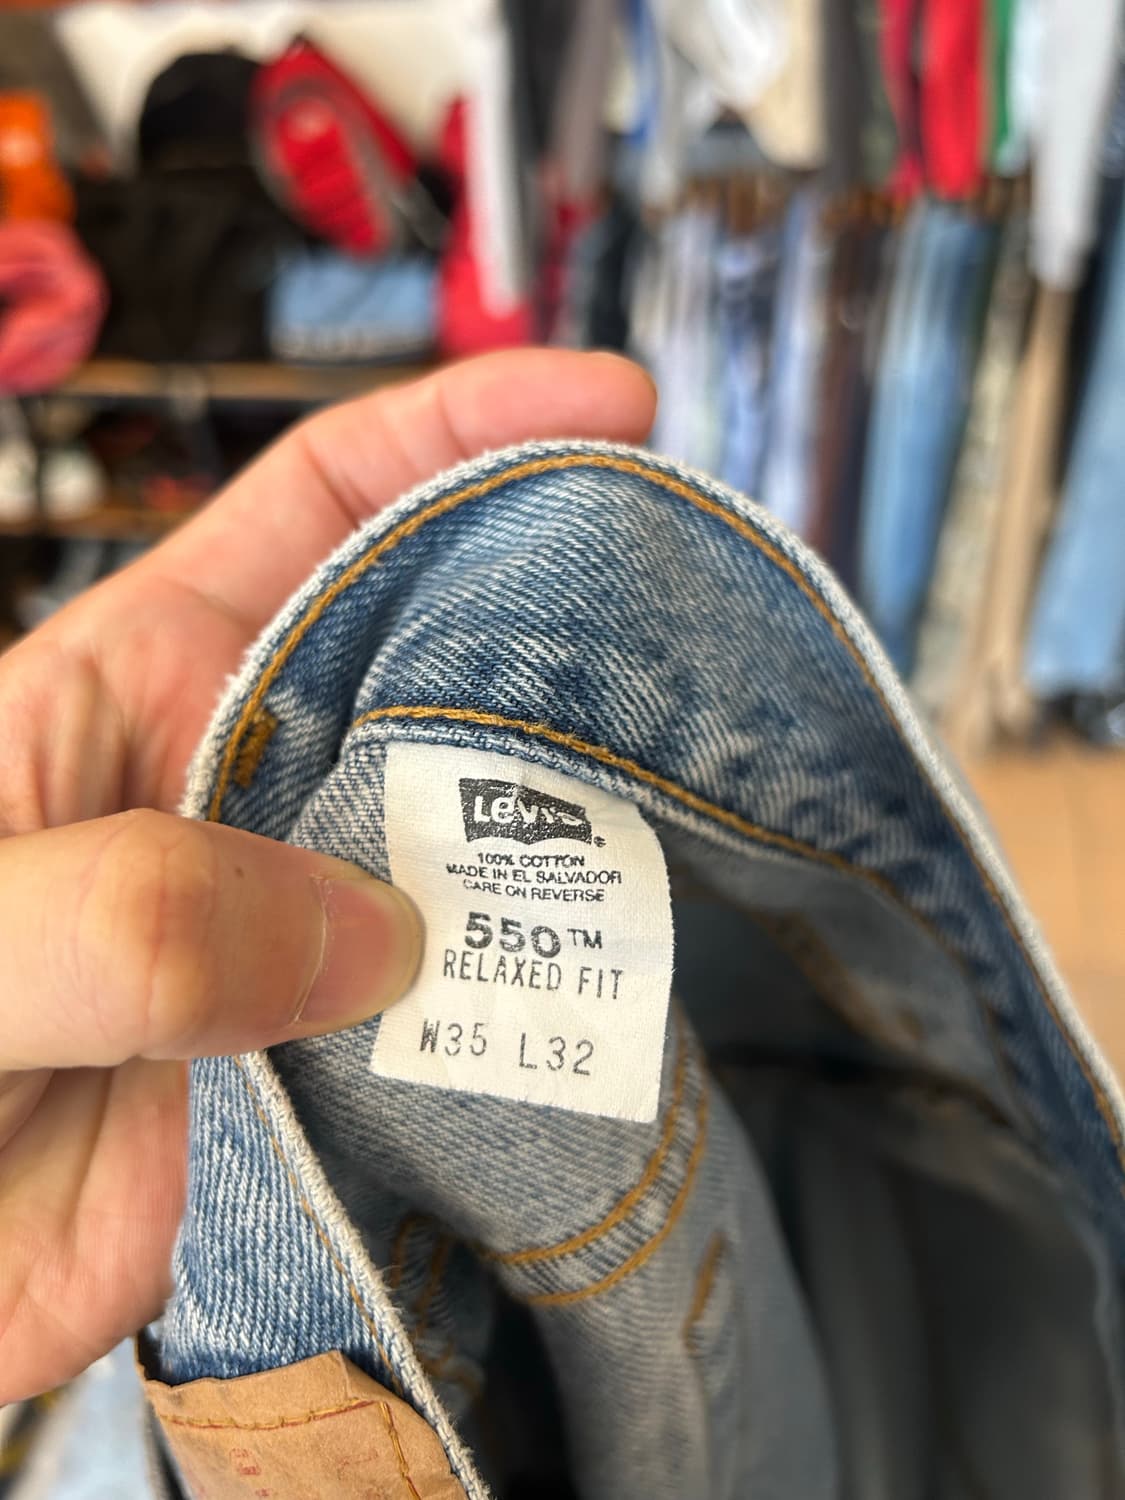 Levi's
100% COTTON
MADE IN EL SALVADOR
CARE ON REVERSE
550™
RELAXED FIT
W35 L32